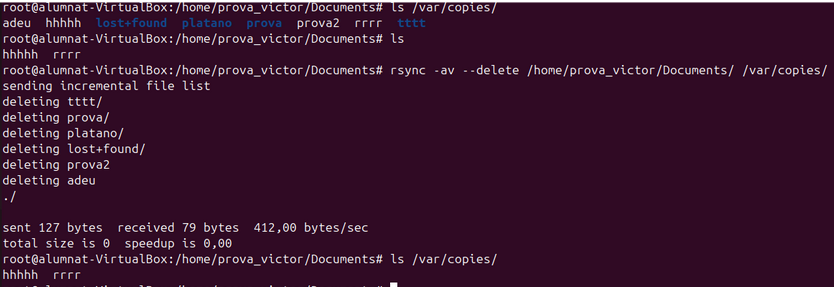 root@alumnat-VirtualBox:/home/prova_victor/Documents# ls /var/copies/
adeu hhhhh lost+found platano prova prova2 rrrr tttt
root@alumnat-VirtualBox:/home/prova_victor/Documents# ls
hhhhh rrrr
root@alumnat-VirtualBox:/home/prova_victor/Documents# rsync -av --delete /home/prova_victor/Documents/ /var/copies/
sending incremental file list
deleting tttt/
deleting prova/
deleting platano/
deleting lost+found/
deleting prova2
deleting adeu
./
sent 127 bytes received 79 bytes 412,00 bytes/sec
total size is 0 speedup is 0,00
root@alumnat-VirtualBox:/home/prova_victor/Documents# ls /var/copies/
hhhhh rrrr